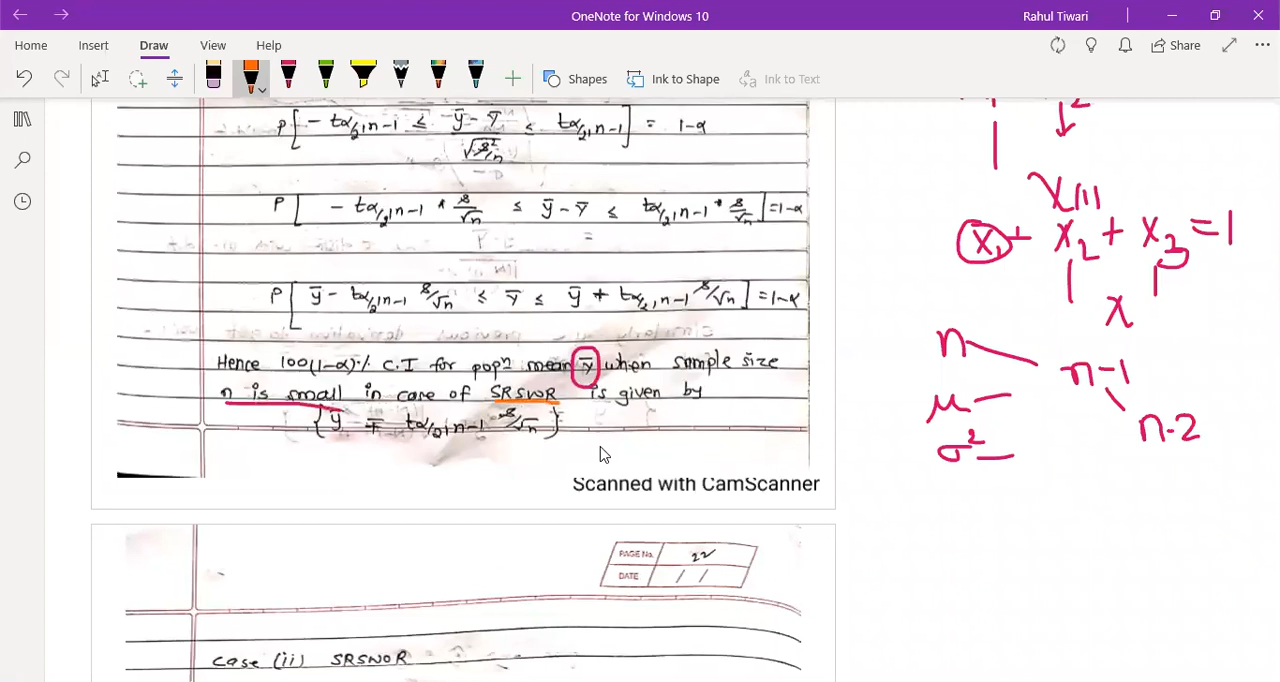 OneNote for Windows 10
Rahul Tiwari
Home Insert Draw View Help
Share
Shapes
Ink to Shape
Ink to Text
P[ - tα/2, n-1 ≤ (ȳ - Ȳ)/√(s²/n) ≤ tα/2, n-1 ] = 1-α
P[ - tα/2, n-1 * s/√n ≤ ȳ - Ȳ ≤ tα/2, n-1 * s/√n ] = 1-α
=
P[ ȳ - tα/2, n-1 s/√n ≤ Ȳ ≤ ȳ + tα/2, n-1 s/√n ] = 1-α
Hence 100(1-α)% C.I for popⁿ mean Ȳ when sample size
n is small in case of SRSWR is given by
{ ȳ ∓ tα/2, n-1 s/√n }
Scanned with CamScanner
PAGE No. 22
DATE / /
Case (ii) SRSWOR
x₁ + x₂ + x₃ = 1
n
n-1
μ
n-2
σ²